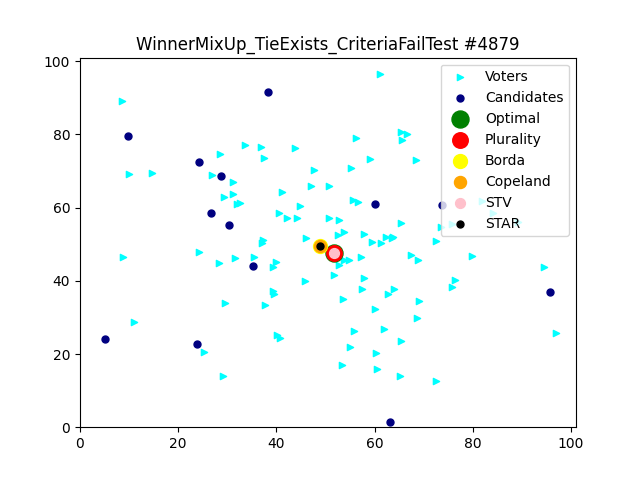 WinnerMixUp_TieExists_CriteriaFailTest #4879
100
80
60
40
20
0
0
20
40
60
80
100
Voters
Candidates
Optimal
Plurality
Borda
Copeland
STV
STAR